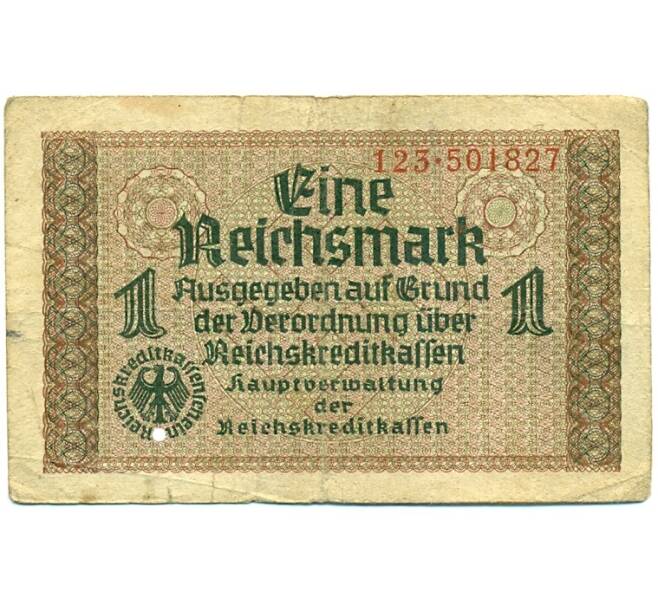 123·501827
Eine
Reichsmark
1 1
Ausgegeben auf Grund
der Verordnung über
Reichskreditkassen
Hauptverwaltung
der
Reichskreditkassen
Reichskreditkassenschein